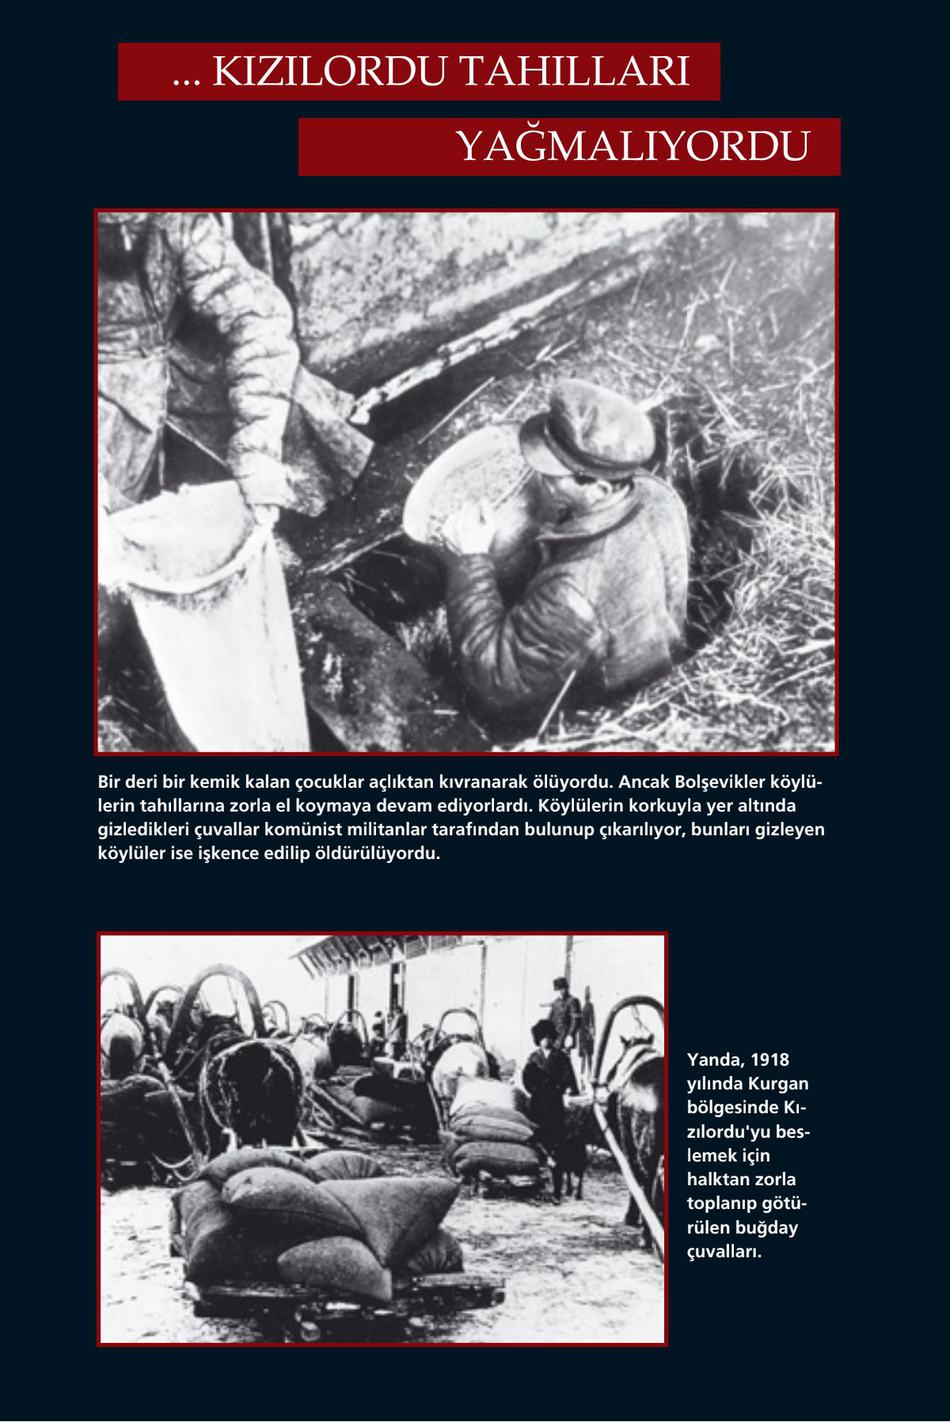 ... KIZILORDU TAHILLARI
YAĞMALIYORDU
Bir deri bir kemik kalan çocuklar açlıktan kıvranarak ölüyordu. Ancak Bolşevikler köylü-
lerin tahıllarına zorla el koymaya devam ediyorlardı. Köylülerin korkuyla yer altında
gizledikleri çuvallar komünist militanlar tarafından bulunup çıkarılıyor, bunları gizleyen
köylüler ise işkence edilip öldürülüyordu.
Yanda, 1918
yılında Kurgan
bölgesinde Kı-
zılordu'yu bes-
lemek için
halktan zorla
toplanıp götü-
rülen buğday
çuvalları.